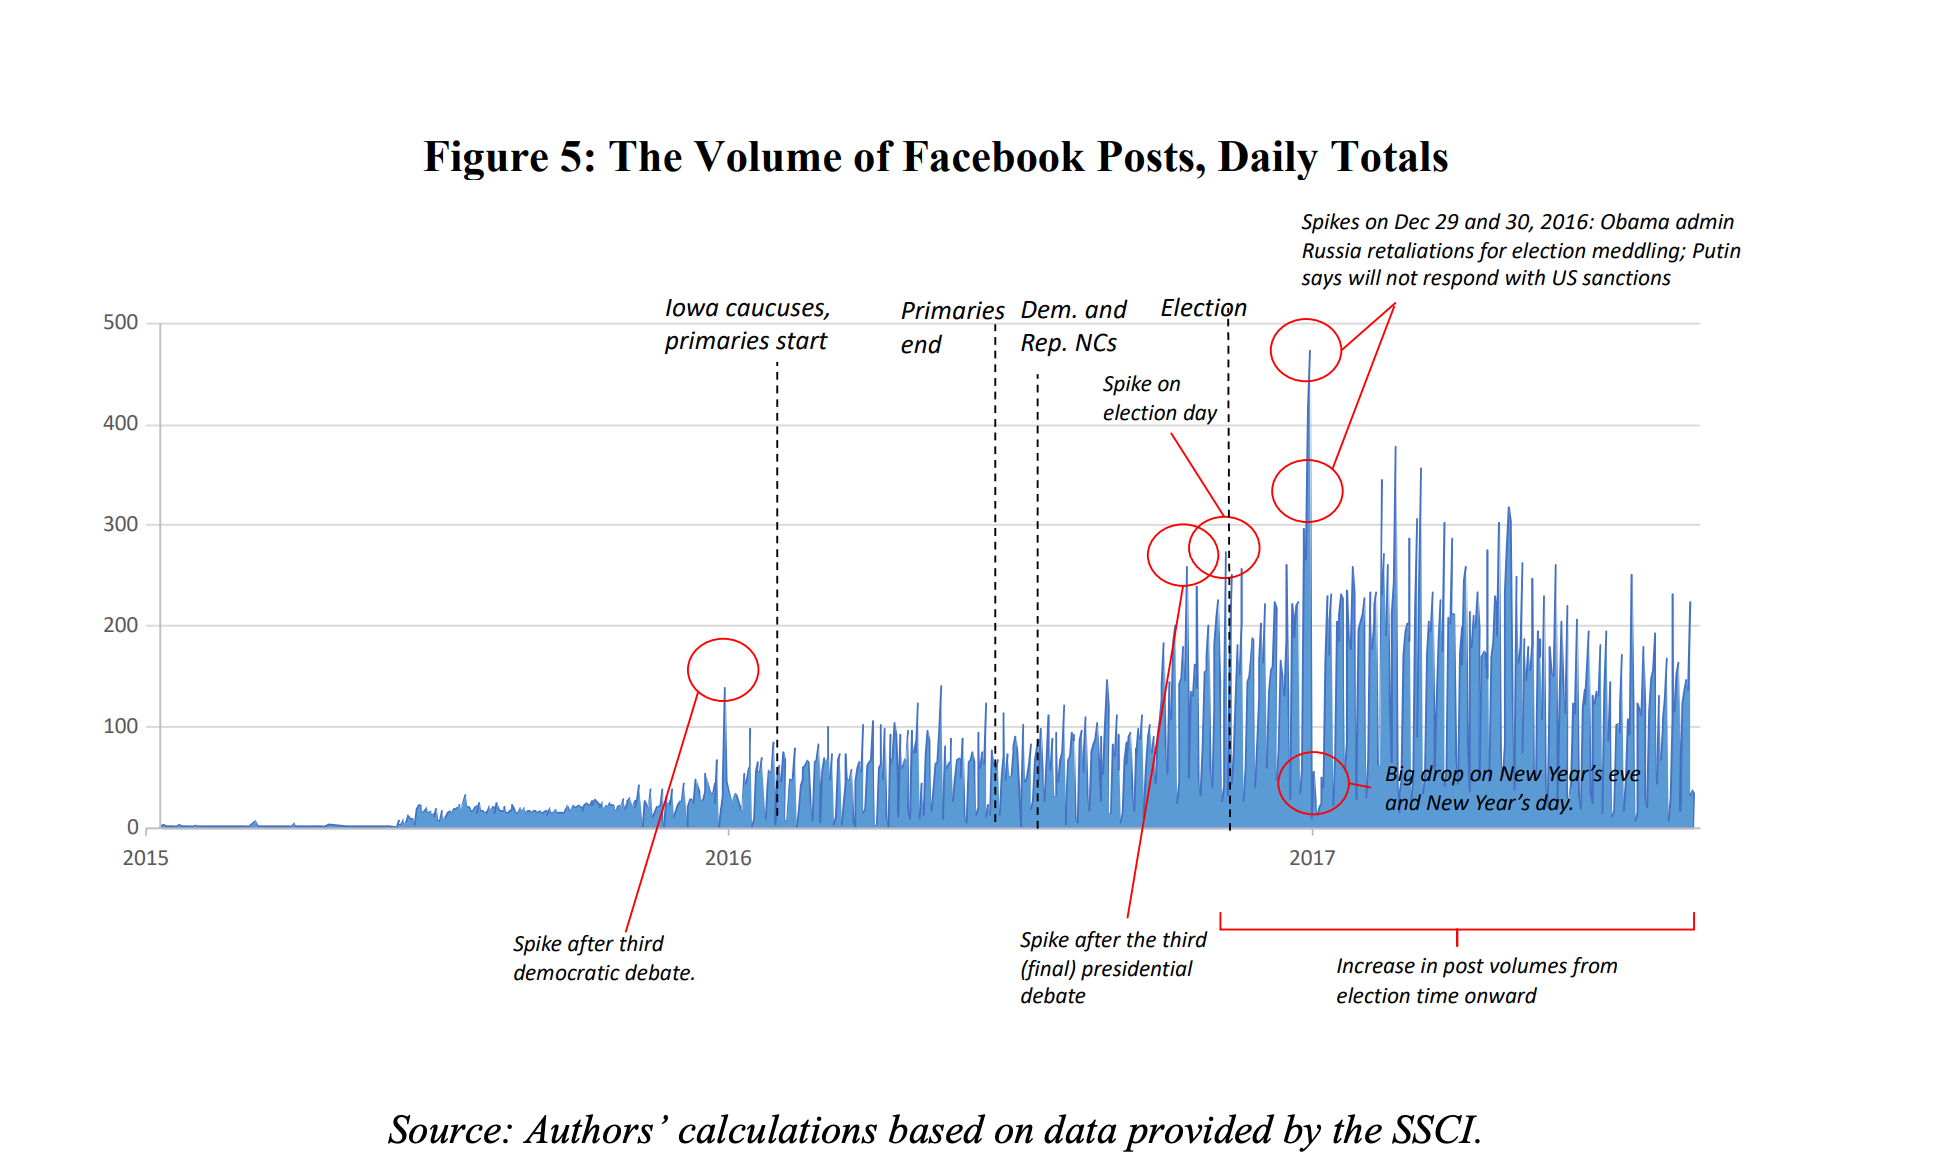 Figure 5: The Volume of Facebook Posts, Daily Totals
Spikes on Dec 29 and 30, 2016: Obama admin
Russia retaliations for election meddling; Putin
says will not respond with US sanctions
Iowa caucuses,
primaries start
Primaries
end
Dem. and
Rep. NCs
Election
Spike on
election day
500
400
300
200
100
0
Big drop on New Year’s eve
and New Year’s day.
2015
2016
2017
Spike after third
democratic debate.
Spike after the third
(final) presidential
debate
Increase in post volumes from
election time onward
Source: Authors’ calculations based on data provided by the SSCI.